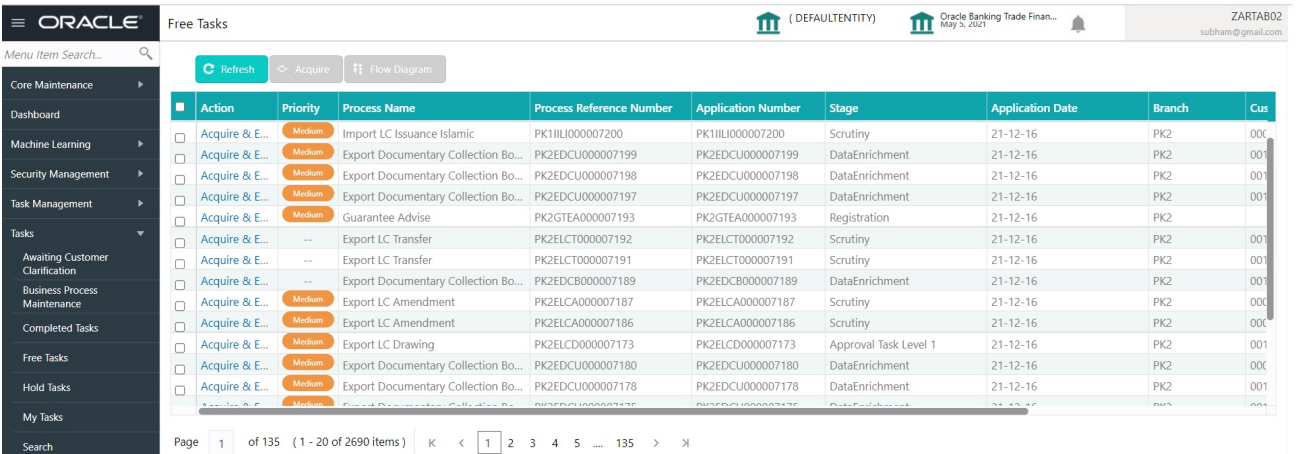 ORACLE
Free Tasks
( DEFAULTENTITY)
Oracle Banking Trade Finan...
May 5, 2021
ZARTAB02
subham@gmail.com
Menu Item Search...
Core Maintenance
Dashboard
Machine Learning
Security Management
Task Management
Tasks
Awaiting Customer
Clarification
Business Process
Maintenance
Completed Tasks
Free Tasks
Hold Tasks
My Tasks
Search
Refresh Acquire Flow Diagram
Action Priority Process Name Process Reference Number Application Number Stage Application Date Branch Cus
Acquire & E... Medium Import LC Issuance Islamic PK1IILI000007200 PK1IILI000007200 Scrutiny 21-12-16 PK2 000
Acquire & E... Medium Export Documentary Collection Bo... PK2EDCU000007199 PK2EDCU000007199 DataEnrichment 21-12-16 PK2 001
Acquire & E... Medium Export Documentary Collection Bo... PK2EDCU000007198 PK2EDCU000007198 DataEnrichment 21-12-16 PK2 001
Acquire & E... Medium Export Documentary Collection Bo... PK2EDCU000007197 PK2EDCU000007197 DataEnrichment 21-12-16 PK2 001
Acquire & E... Medium Guarantee Advise PK2GTEA000007193 PK2GTEA000007193 Registration 21-12-16 PK2
Acquire & E... -- Export LC Transfer PK2ELCT000007192 PK2ELCT000007192 Scrutiny 21-12-16 PK2 001
Acquire & E... -- Export LC Transfer PK2ELCT000007191 PK2ELCT000007191 Scrutiny 21-12-16 PK2 001
Acquire & E... -- Export Documentary Collection Bo... PK2EDCB000007189 PK2EDCB000007189 DataEnrichment 21-12-16 PK2 001
Acquire & E... Medium Export LC Amendment PK2ELCA000007187 PK2ELCA000007187 Scrutiny 21-12-16 PK2 000
Acquire & E... Medium Export LC Amendment PK2ELCA000007186 PK2ELCA000007186 Scrutiny 21-12-16 PK2 000
Acquire & E... Medium Export LC Drawing PK2ELCD000007173 PK2ELCD000007173 Approval Task Level 1 21-12-16 PK2 001
Acquire & E... Medium Export Documentary Collection Bo... PK2EDCU000007180 PK2EDCU000007180 DataEnrichment 21-12-16 PK2 000
Acquire & E... Medium Export Documentary Collection Bo... PK2EDCU000007178 PK2EDCU000007178 DataEnrichment 21-12-16 PK2 001
Page 1 of 135 ( 1 - 20 of 2690 items ) 1 2 3 4 5 .... 135